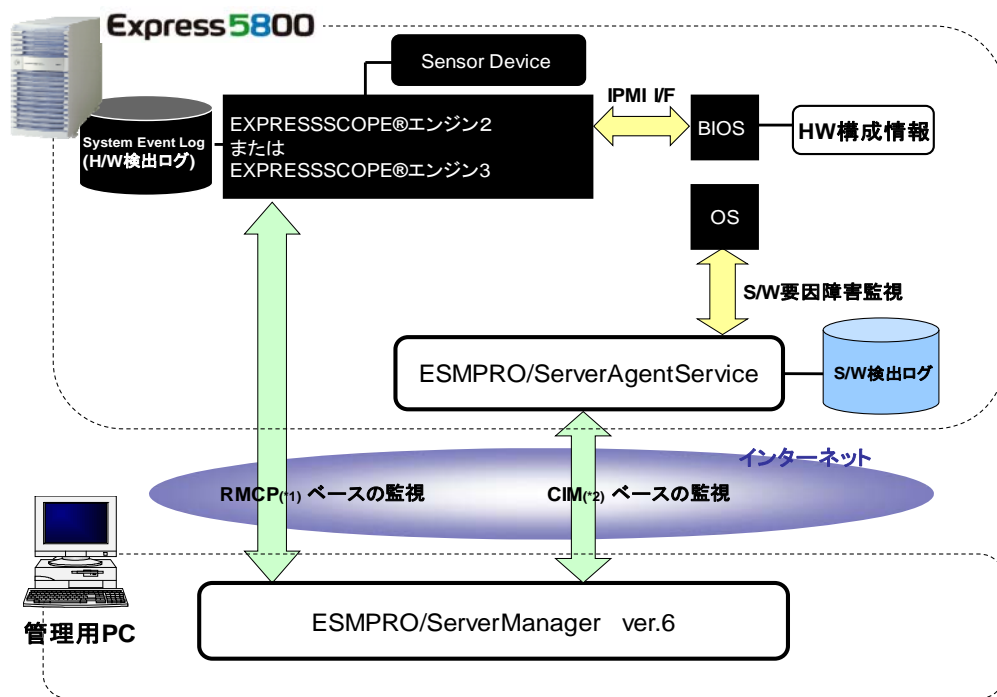 Express5800
Sensor Device
IPMI I/F
EXPRESSSCOPE®エンジン2
または
EXPRESSSCOPE®エンジン3
System Event Log
(H/W検出ログ)
BIOS
HW構成情報
OS
S/W要因障害監視
ESMPRO/ServerAgentService
S/W検出ログ
インターネット
RMCP(*1) ベースの監視
CIM(*2) ベースの監視
ESMPRO/ServerManager ver.6
管理用PC